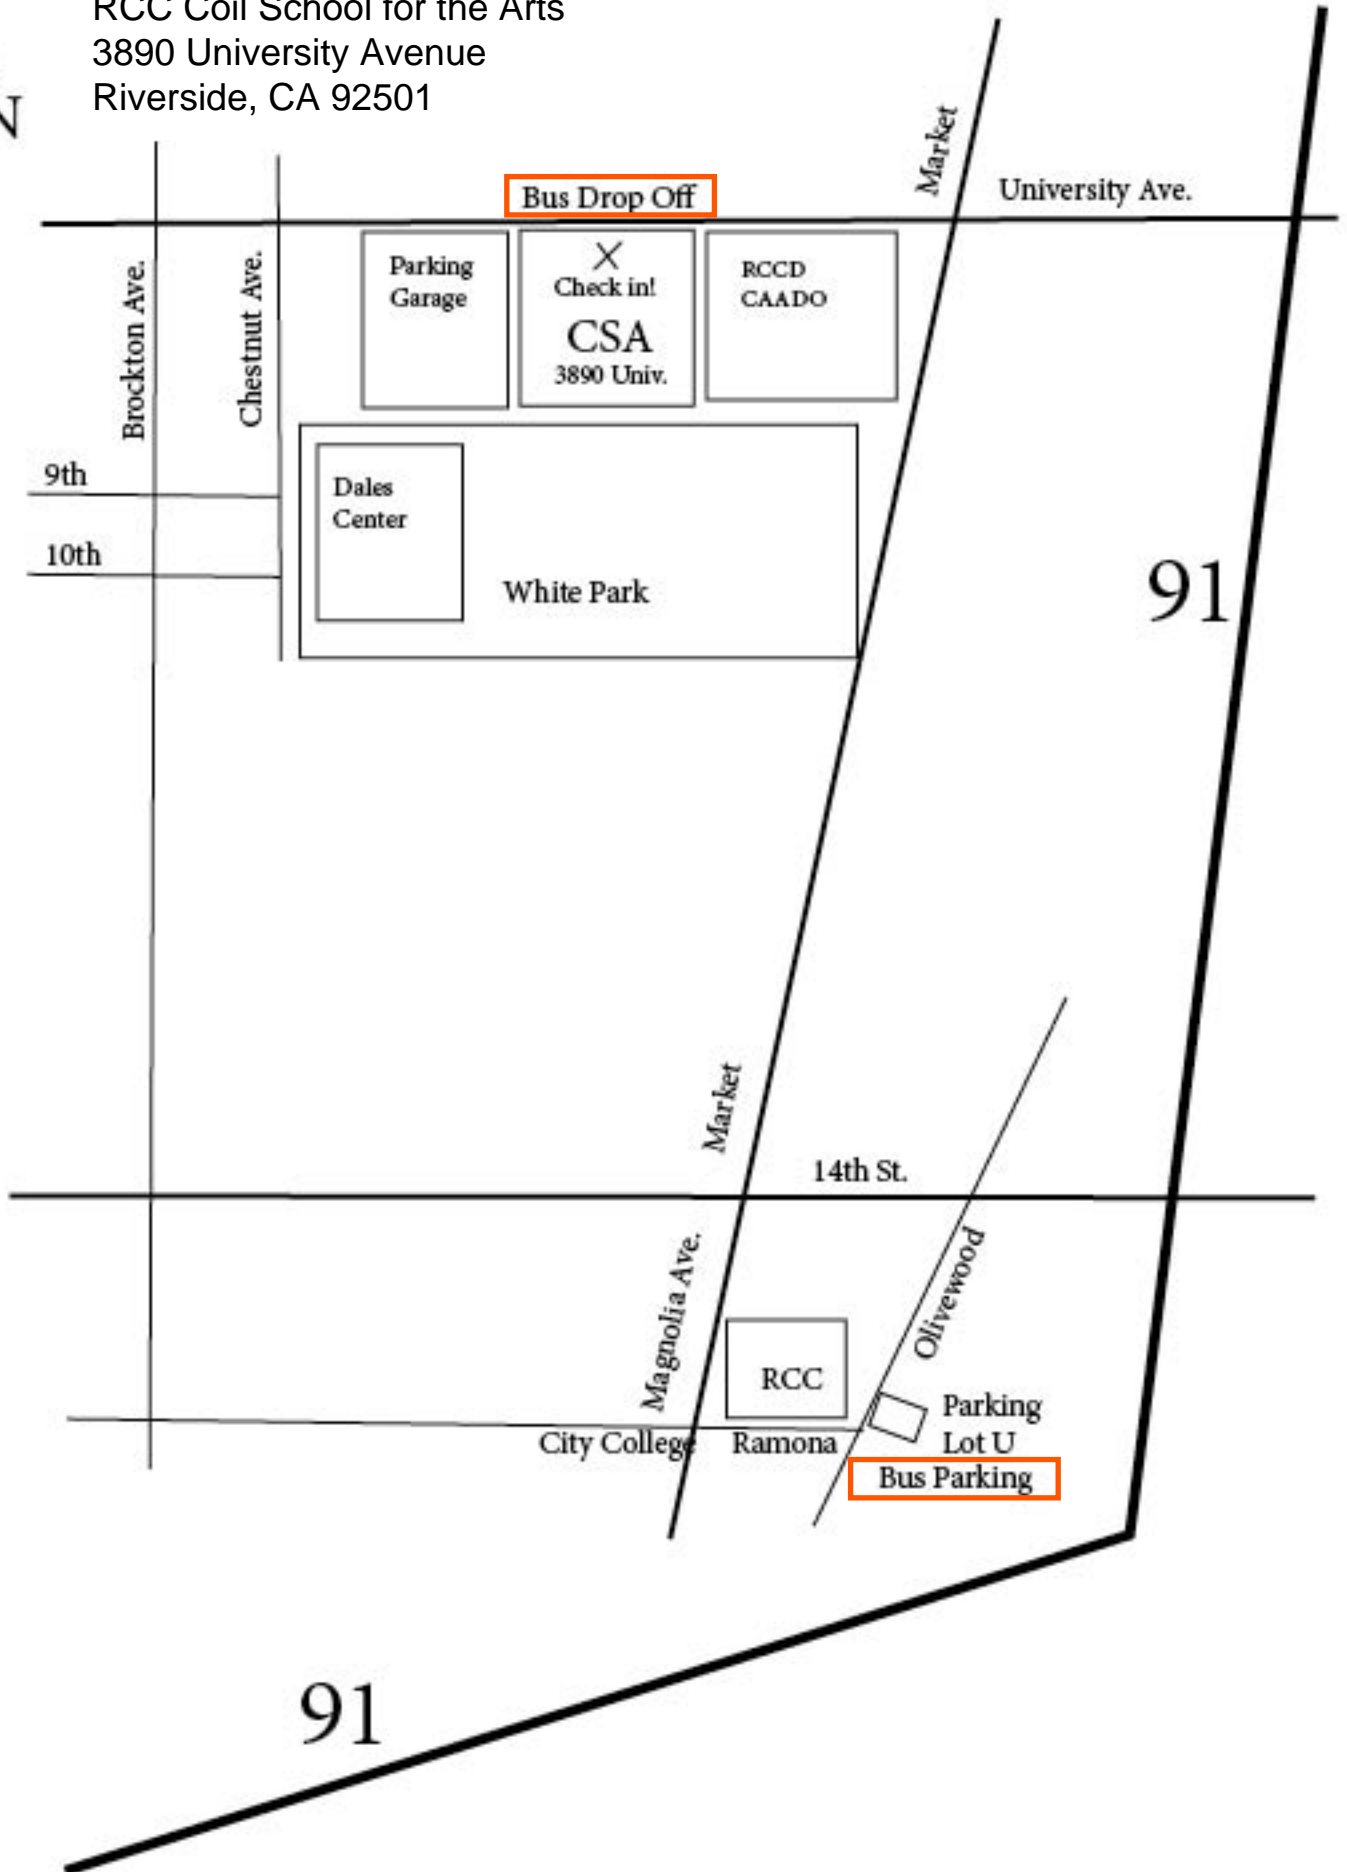 RCC Coil School for the Arts
3890 University Avenue
Riverside, CA 92501
N
Market
University Ave.
Bus Drop Off
Brockton Ave.
Chestnut Ave.
Parking
Garage
Check in!
CSA
3890 Univ.
RCCD
CAADO
9th
10th
Dales
Center
White Park
91
Market
14th St.
Magnolia Ave.
Olivewood
RCC
City College
Ramona
Parking
Lot U
Bus Parking
91